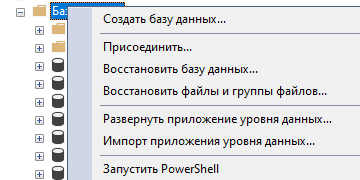 Баз
Создать базу данных...
Присоединить...
Восстановить базу данных...
Восстановить файлы и группы файлов...
Развернуть приложение уровня данных...
Импорт приложения уровня данных...
Запустить PowerShell